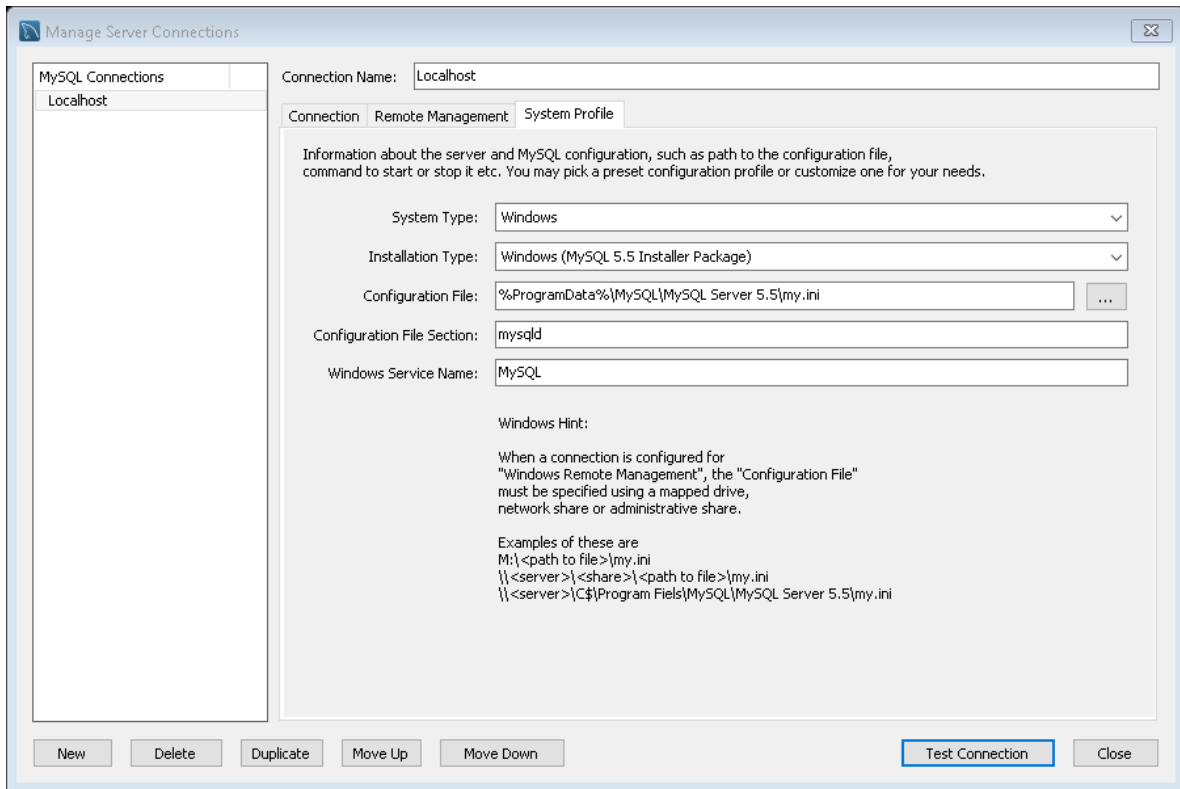 Manage Server Connections
MySQL Connections
Localhost
Connection Name: Localhost
Connection Remote Management System Profile
Information about the server and MySQL configuration, such as path to the configuration file,
command to start or stop it etc. You may pick a preset configuration profile or customize one for your needs.
System Type: Windows
Installation Type: Windows (MySQL 5.5 Installer Package)
Configuration File: %ProgramData%\MySQL\MySQL Server 5.5\my.ini ...
Configuration File Section: mysqld
Windows Service Name: MySQL
Windows Hint:
When a connection is configured for
"Windows Remote Management", the "Configuration File"
must be specified using a mapped drive,
network share or administrative share.
Examples of these are
M:\<path to file>\my.ini
\\<server>\<share>\<path to file>\my.ini
\\<server>\C$\Program Fiels\MySQL\MySQL Server 5.5\my.ini
New Delete Duplicate Move Up Move Down Test Connection Close